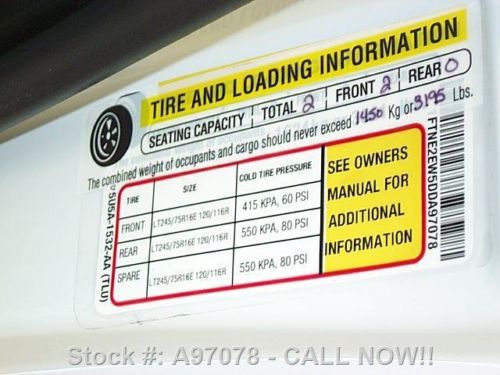 TIRE AND LOADING INFORMATION
SEATING CAPACITY TOTAL 2 FRONT 2 REAR 0
The combined weight of occupants and cargo should never exceed 1450 Kg or 3195 Lbs.
TIRE SIZE COLD TIRE PRESSURE
FRONT LT245/75R16E 120/116R 415 KPA, 60 PSI
REAR LT245/75R16E 120/116R 550 KPA, 80 PSI
SPARE LT245/75R16E 120/116R 550 KPA, 80 PSI
SEE OWNERS
MANUAL FOR
ADDITIONAL
INFORMATION
5U5A-1532-AA (TLU)
Stock #: A97078 - CALL NOW!!